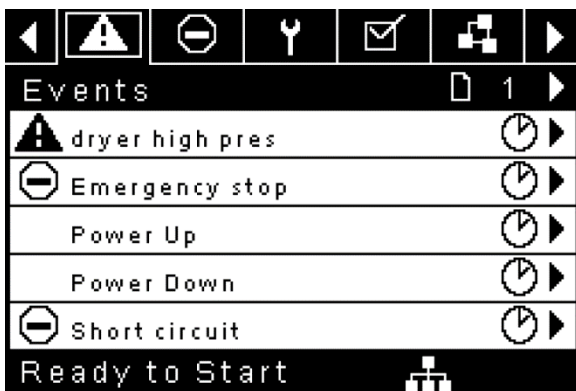 Events 1
dryer high pres
Emergency stop
Power Up
Power Down
Short circuit
Ready to Start